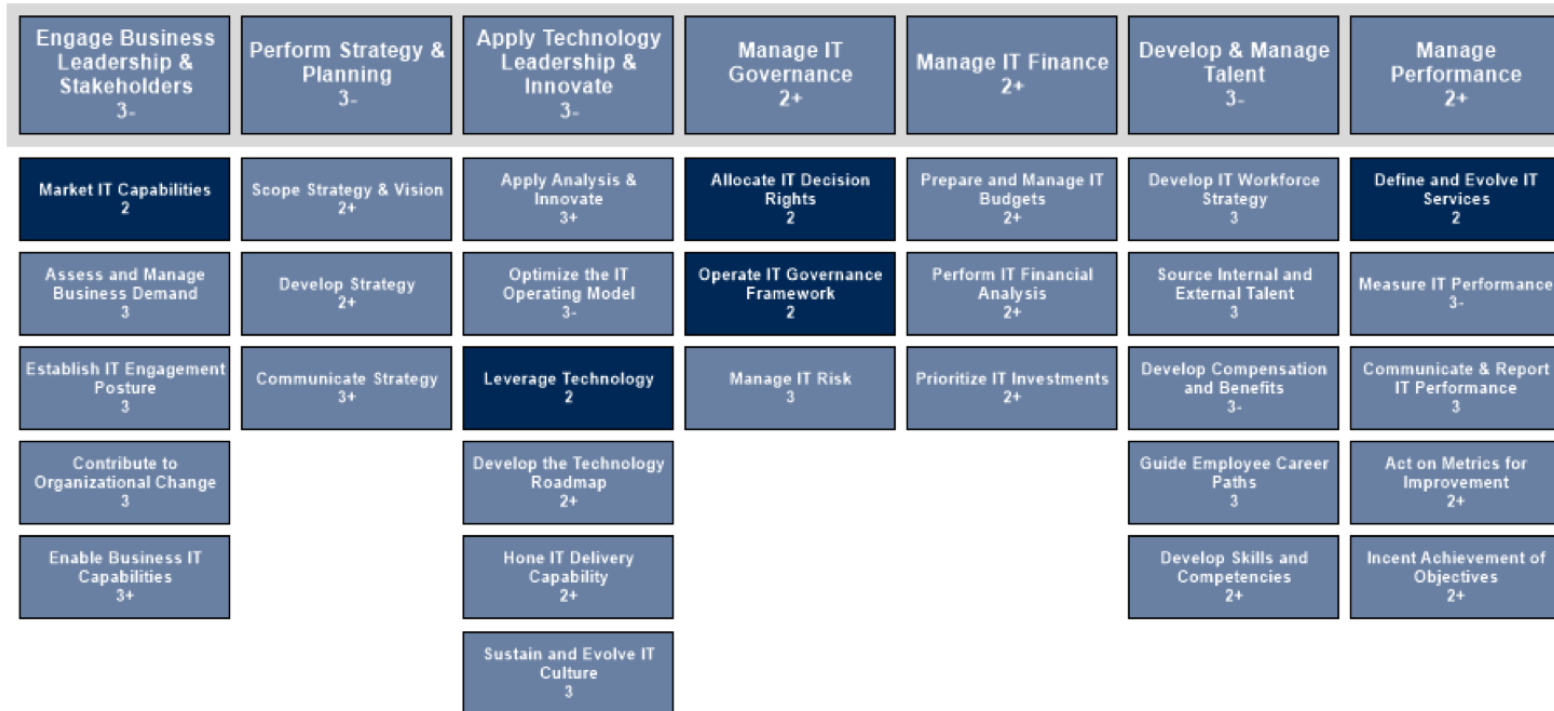 Engage Business
Leadership &
Stakeholders
3-
Perform Strategy &
Planning
3-
Apply Technology
Leadership &
Innovate
3-
Manage IT
Governance
2+
Manage IT Finance
2+
Develop & Manage
Talent
3-
Manage
Performance
2+
Market IT Capabilities
2
Scope Strategy & Vision
2+
Apply Analysis &
Innovate
3+
Allocate IT Decision
Rights
2
Prepare and Manage IT
Budgets
2+
Develop IT Workforce
Strategy
3
Define and Evolve IT
Services
2
Assess and Manage
Business Demand
3
Develop Strategy
2+
Optimize the IT
Operating Model
3-
Operate IT Governance
Framework
2
Perform IT Financial
Analysis
2+
Source Internal and
External Talent
3
Measure IT Performance
3-
Establish IT Engagement
Posture
3
Communicate Strategy
3+
Leverage Technology
2
Manage IT Risk
3
Prioritize IT Investments
2+
Develop Compensation
and Benefits
3-
Communicate & Report
IT Performance
3
Contribute to
Organizational Change
3
Develop the Technology
Roadmap
2+
Guide Employee Career
Paths
3
Act on Metrics for
Improvement
2+
Enable Business IT
Capabilities
3+
Hone IT Delivery
Capability
2+
Develop Skills and
Competencies
2+
Incent Achievement of
Objectives
2+
Sustain and Evolve IT
Culture
3